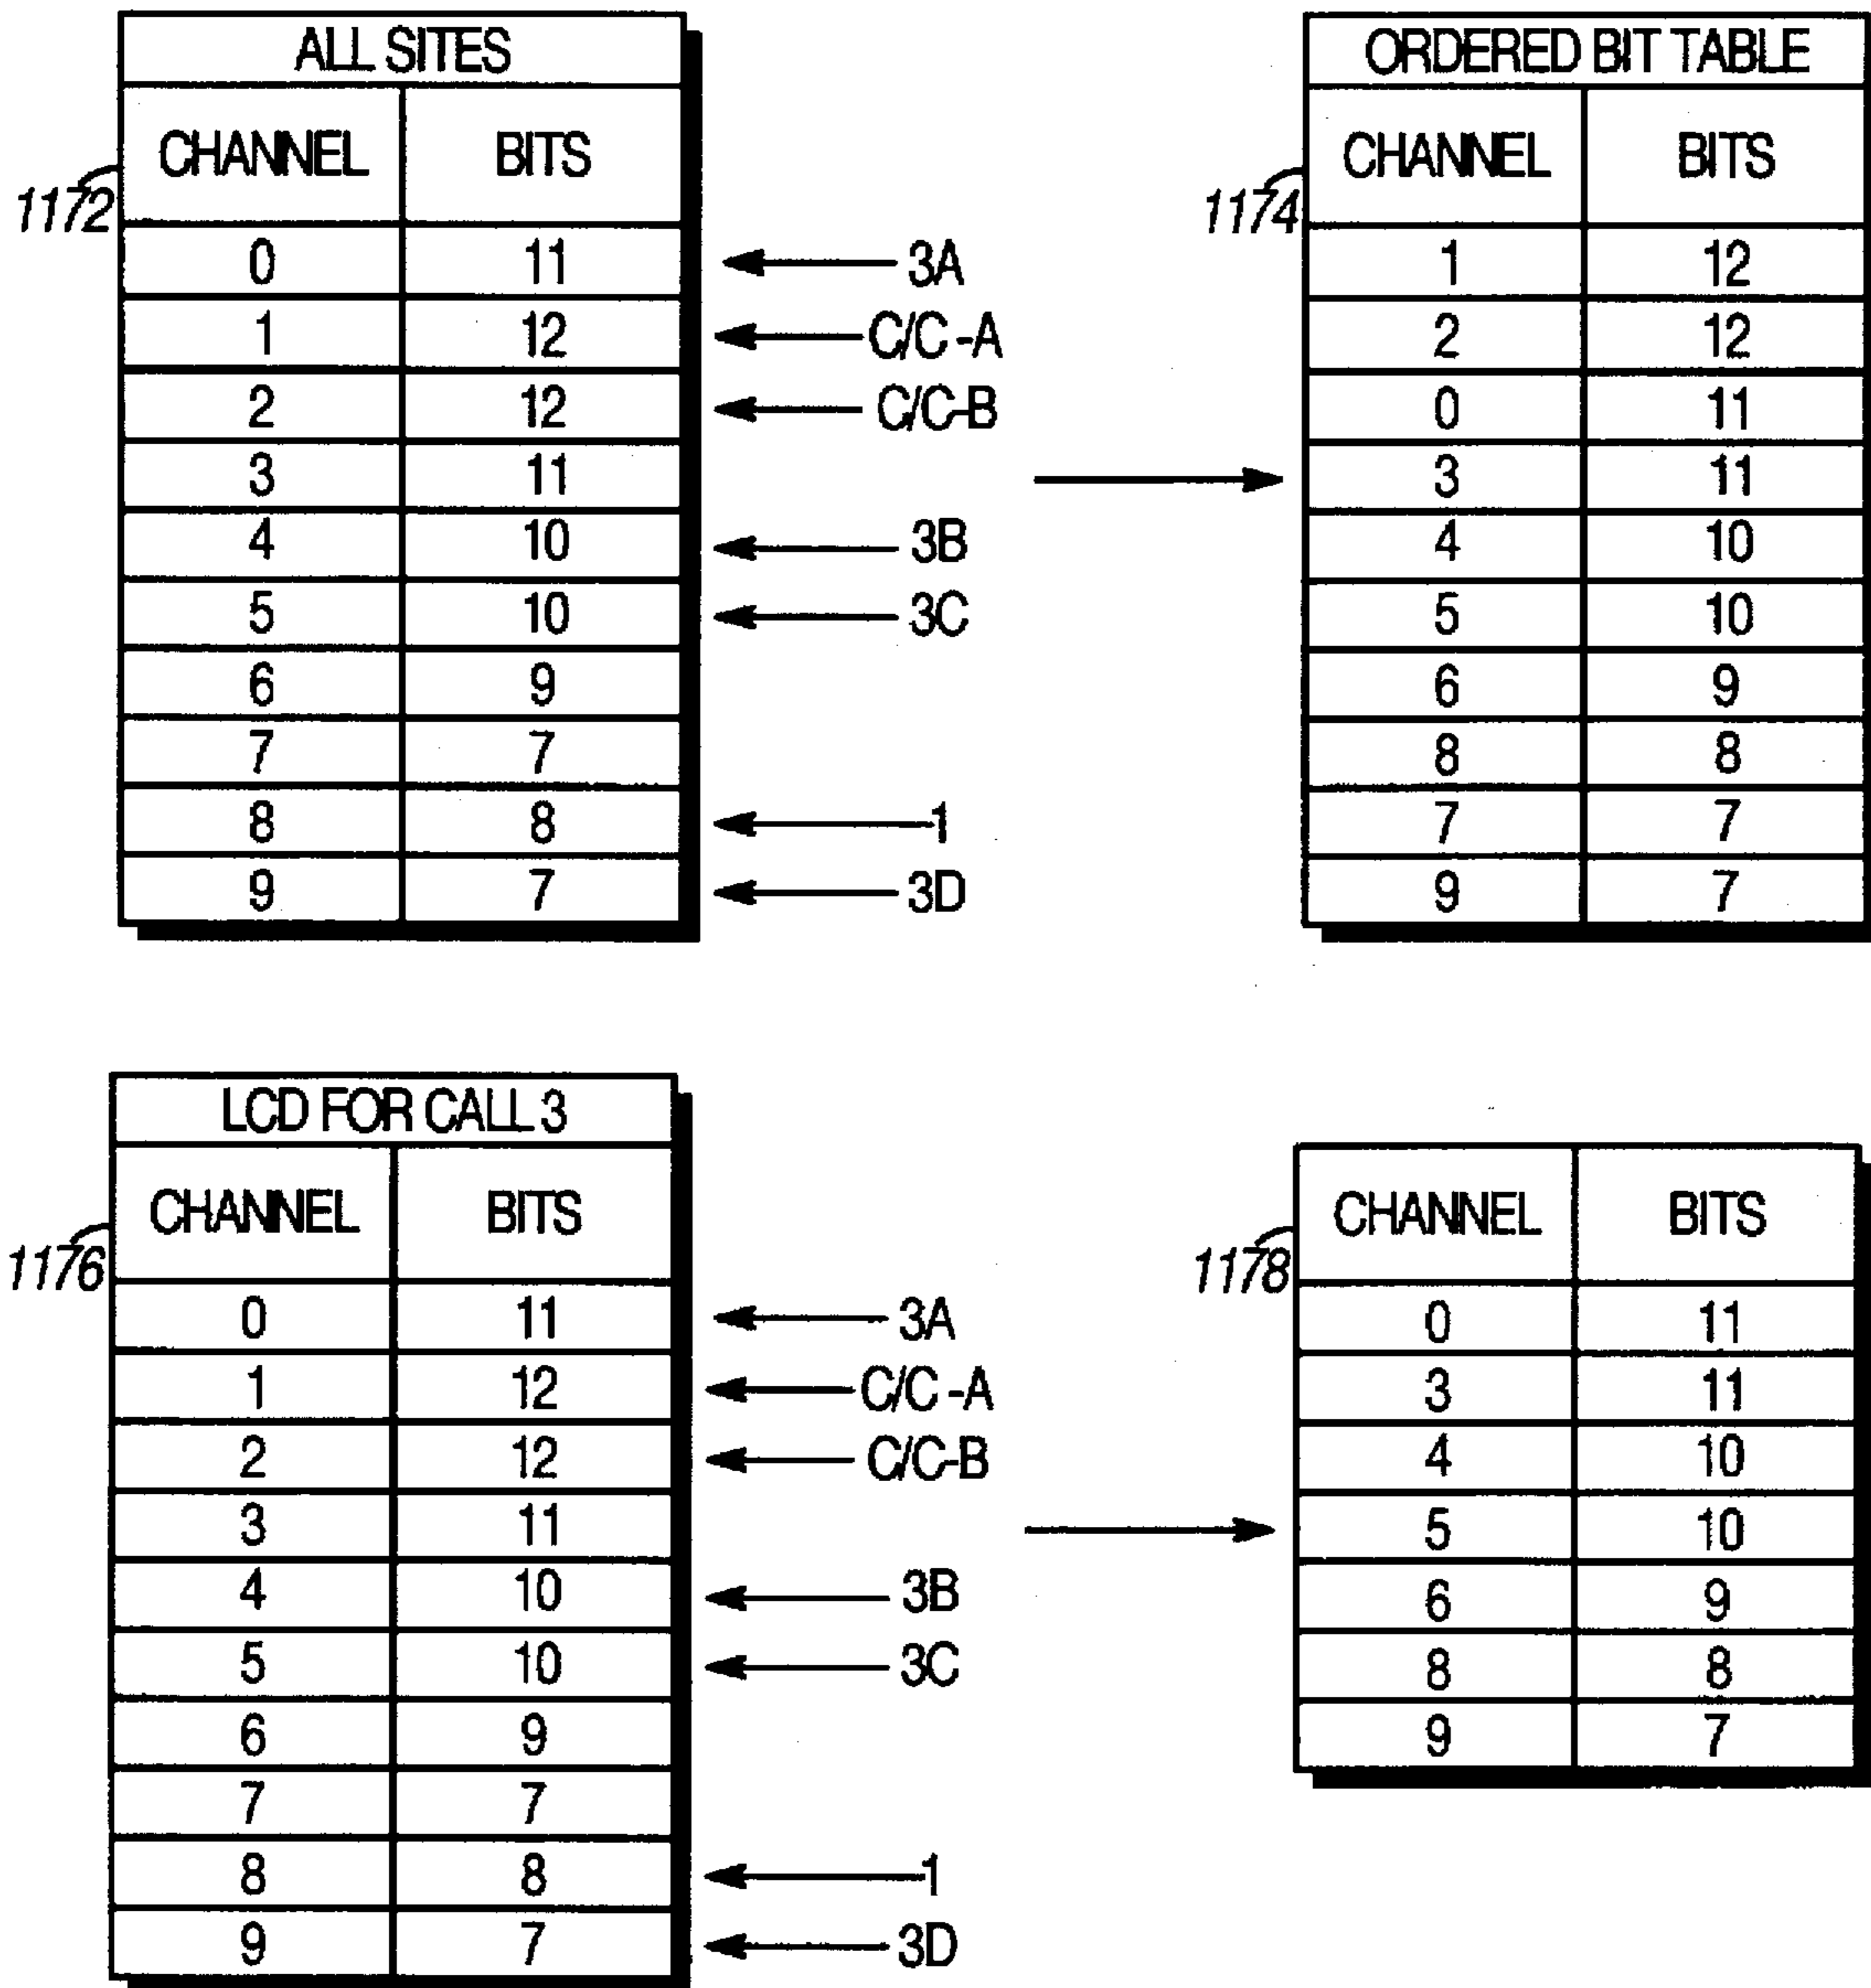 ALL SITES
CHANNEL BITS
1172
0 11 3A
1 12 C/C-A
2 12 C/C-B
3 11
4 10 3B
5 10 3C
6 9
7 7
8 8 1
9 7 3D
ORDERED BIT TABLE
CHANNEL BITS
1174
1 12
2 12
0 11
3 11
4 10
5 10
6 9
8 8
7 7
9 7
LCD FOR CALL 3
CHANNEL BITS
1176
0 11 3A
1 12 C/C-A
2 12 C/C-B
3 11
4 10 3B
5 10 3C
6 9
7 7
8 8 1
9 7 3D
CHANNEL BITS
1178
0 11
3 11
4 10
5 10
6 9
8 8
9 7